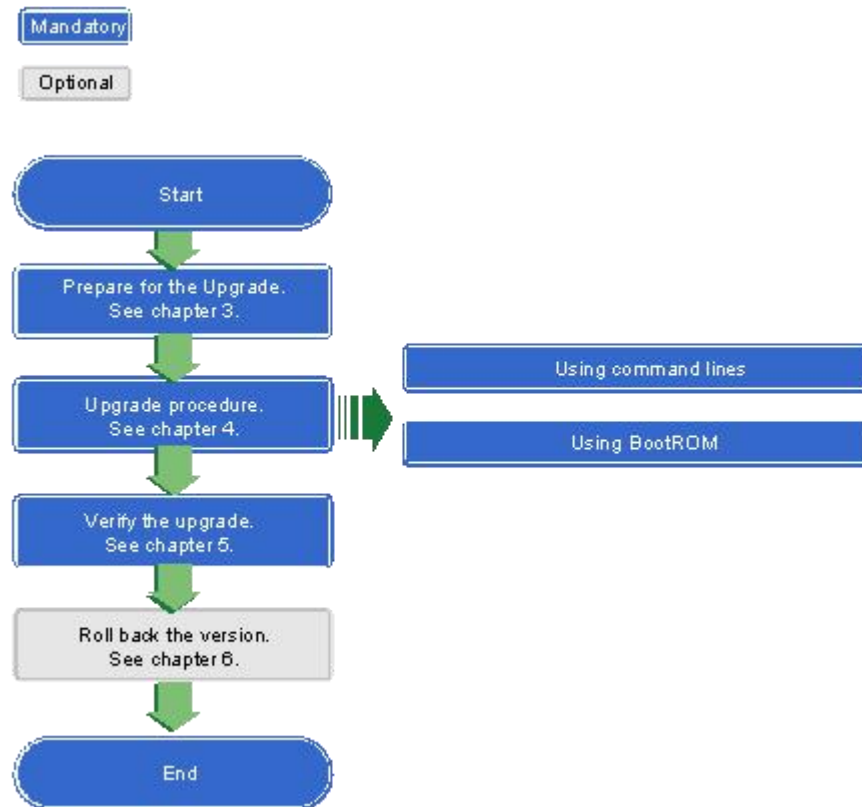 Mandatory
Optional
Start
Prepare for the Upgrade.
See chapter 3.
Upgrade procedure.
See chapter 4.
Using command lines
Using BootROM
Verify the upgrade.
See chapter 5.
Roll back the version.
See chapter 6.
End